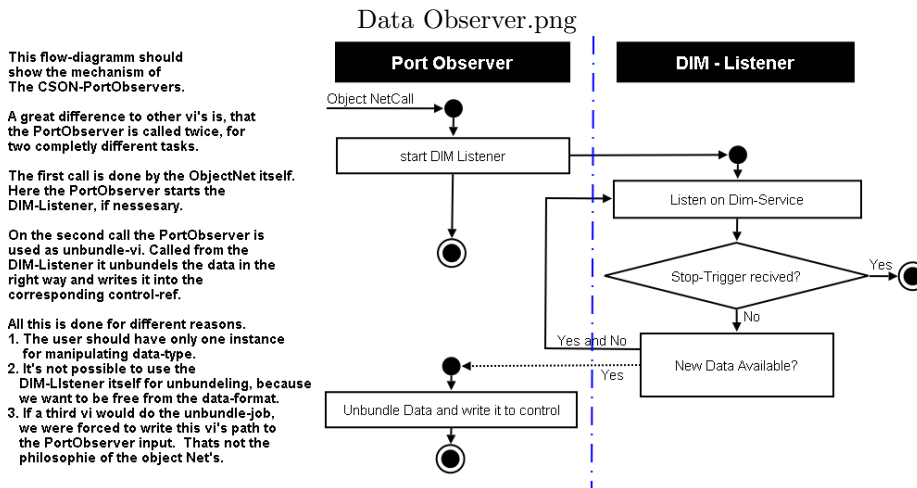 Data Observer.png
This flow-diagramm should
show the mechanism of
The CSON-PortObservers.
A great difference to other vi's is, that
the PortObserver is called twice, for
two completly different tasks.
The first call is done by the ObjectNet itself.
Here the PortObserver starts the
DIM-Listener, if nessesary.
On the second call the PortObserver is
used as unbundle-vi. Called from the
DIM-Listener it unbundels the data in the
right way and writes it into the
corresponding control-ref.
All this is done for different reasons.
1. The user should have only one instance
for manipulating data-type.
2. It's not possible to use the
DIM-LIstener itself for unbundeling, because
we want to be free from the data-format.
3. If a third vi would do the unbundle-job,
we were forced to write this vi's path to
the PortObserver input. Thats not the
philosophie of the object Net's.
Port Observer
DIM - Listener
Object NetCall
start DIM Listener
Listen on Dim-Service
Stop-Trigger recived?
Yes
No
Yes and No
New Data Available?
Yes
Unbundle Data and write it to control